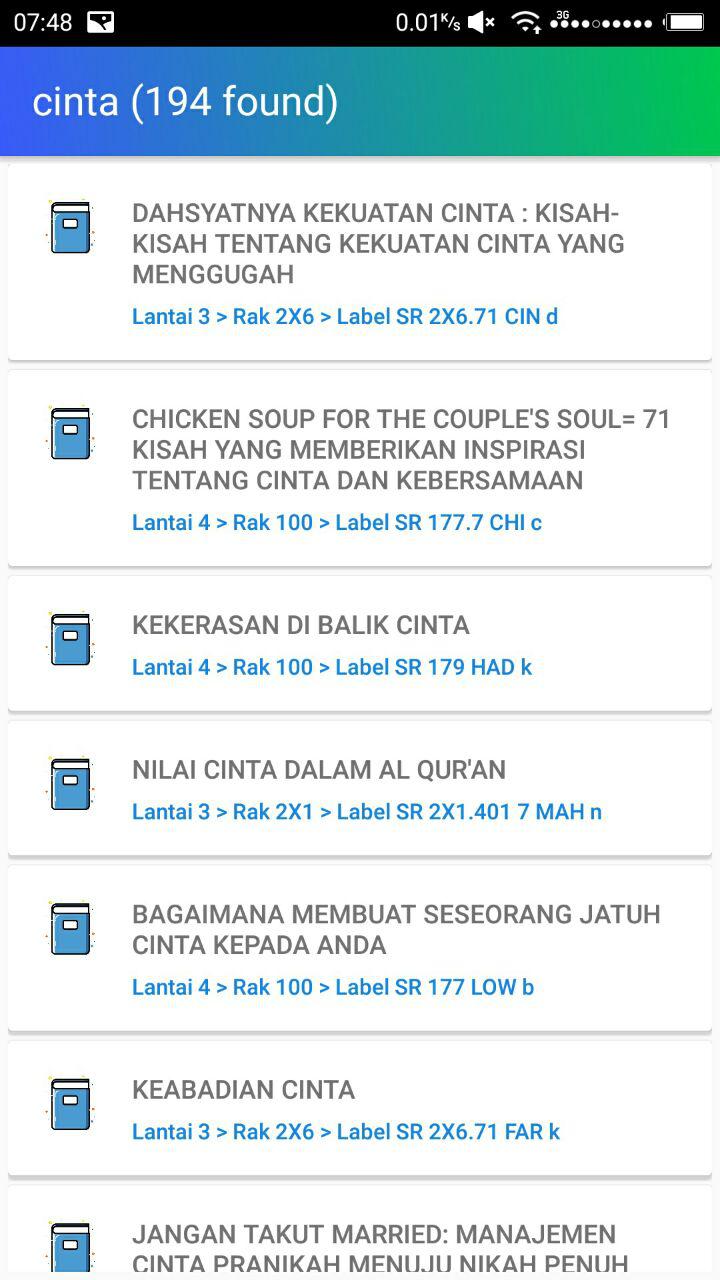 07:48
0.01K/s
3G
cinta (194 found)
DAHSYATNYA KEKUATAN CINTA : KISAH-
KISAH TENTANG KEKUATAN CINTA YANG
MENGGUGAH
Lantai 3 > Rak 2X6 > Label SR 2X6.71 CIN d
CHICKEN SOUP FOR THE COUPLE'S SOUL= 71
KISAH YANG MEMBERIKAN INSPIRASI
TENTANG CINTA DAN KEBERSAMAAN
Lantai 4 > Rak 100 > Label SR 177.7 CHI c
KEKERASAN DI BALIK CINTA
Lantai 4 > Rak 100 > Label SR 179 HAD k
NILAI CINTA DALAM AL QUR'AN
Lantai 3 > Rak 2X1 > Label SR 2X1.401 7 MAH n
BAGAIMANA MEMBUAT SESEORANG JATUH
CINTA KEPADA ANDA
Lantai 4 > Rak 100 > Label SR 177 LOW b
KEABADIAN CINTA
Lantai 3 > Rak 2X6 > Label SR 2X6.71 FAR k
JANGAN TAKUT MARRIED: MANAJEMEN
CINTA PRANIKAH MENUJU NIKAH PENUH